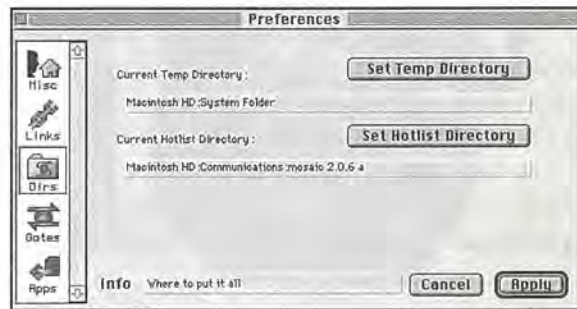 Preferences
Misc
Links
Dirs
Gates
Apps
Current Temp Directory :
Set Temp Directory
Macintosh HD :System Folder
Current Hotlist Directory :
Set Hotlist Directory
Macintosh HD :Communications :mosaic 2.0.6 a
Info
Where to put it all
Cancel
Apply